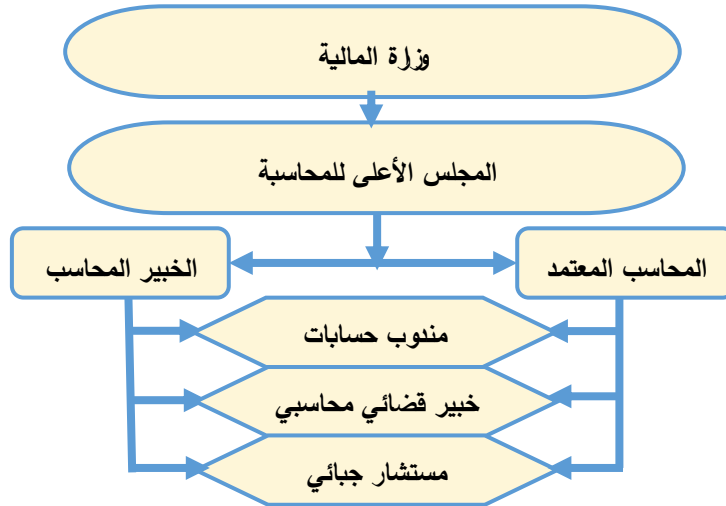 وزارة المالية
المجلس الأعلى للمحاسبة
المحاسب المعتمد
الخبير المحاسب
مندوب حسابات
خبير قضائي محاسبي
مستشار جبائي